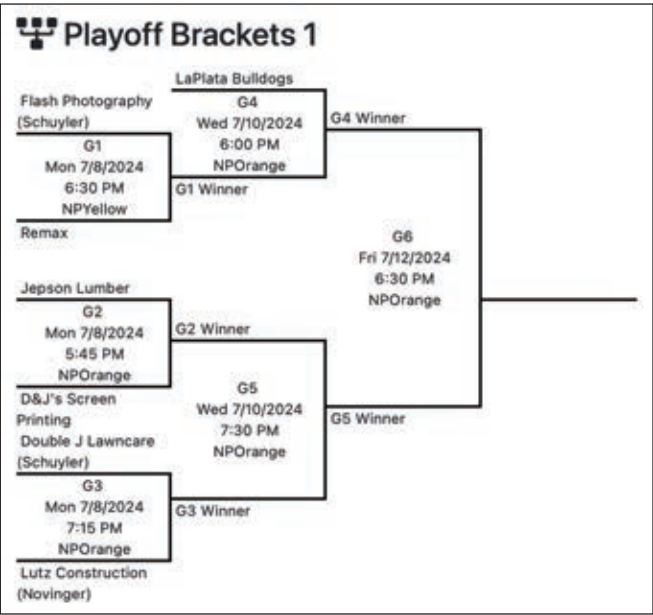 Playoff Brackets 1
LaPlata Bulldogs
Flash Photography
(Schuyler)
G4
Wed 7/10/2024
6:00 PM
NPOrange
G4 Winner
G1
Mon 7/8/2024
6:30 PM
NPYellow
G1 Winner
Remax
G6
Fri 7/12/2024
6:30 PM
NPOrange
Jepson Lumber
G2
Mon 7/8/2024
5:45 PM
NPOrange
G2 Winner
D&J's Screen
Printing
G5
Wed 7/10/2024
7:30 PM
NPOrange
G5 Winner
Double J Lawncare
(Schuyler)
G3
Mon 7/8/2024
7:15 PM
NPOrange
G3 Winner
Lutz Construction
(Novinger)